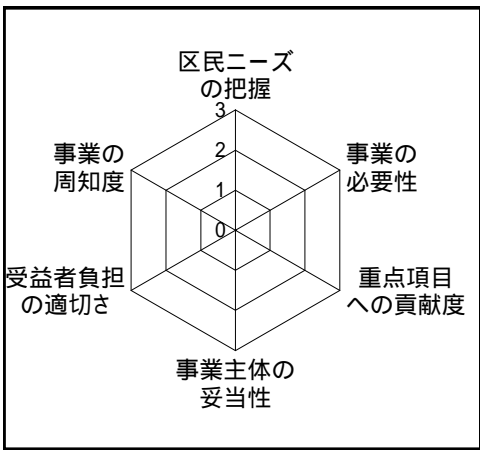 区民ニーズ
の把握
3
2
1
0
事業の
周知度
事業の
必要性
受益者負担
の適切さ
重点項目
への貢献度
事業主体の
妥当性